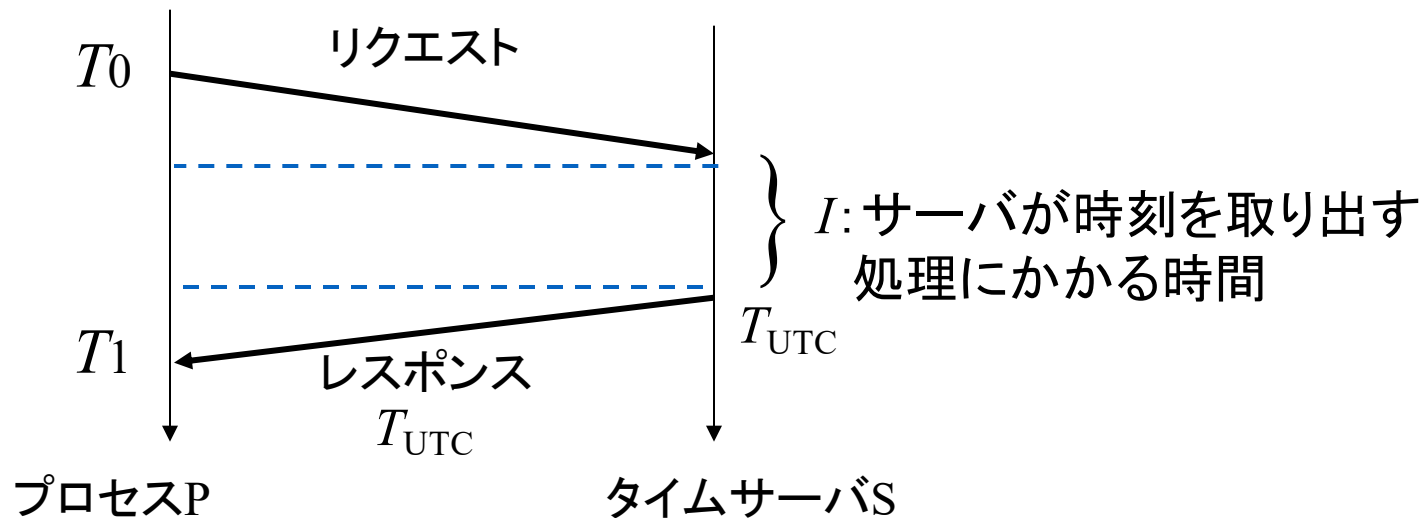 リクエスト
T0
I:サーバが時刻を取り出す
処理にかかる時間
TUTC
T1
レスポンス
TUTC
プロセスP
タイムサーバS